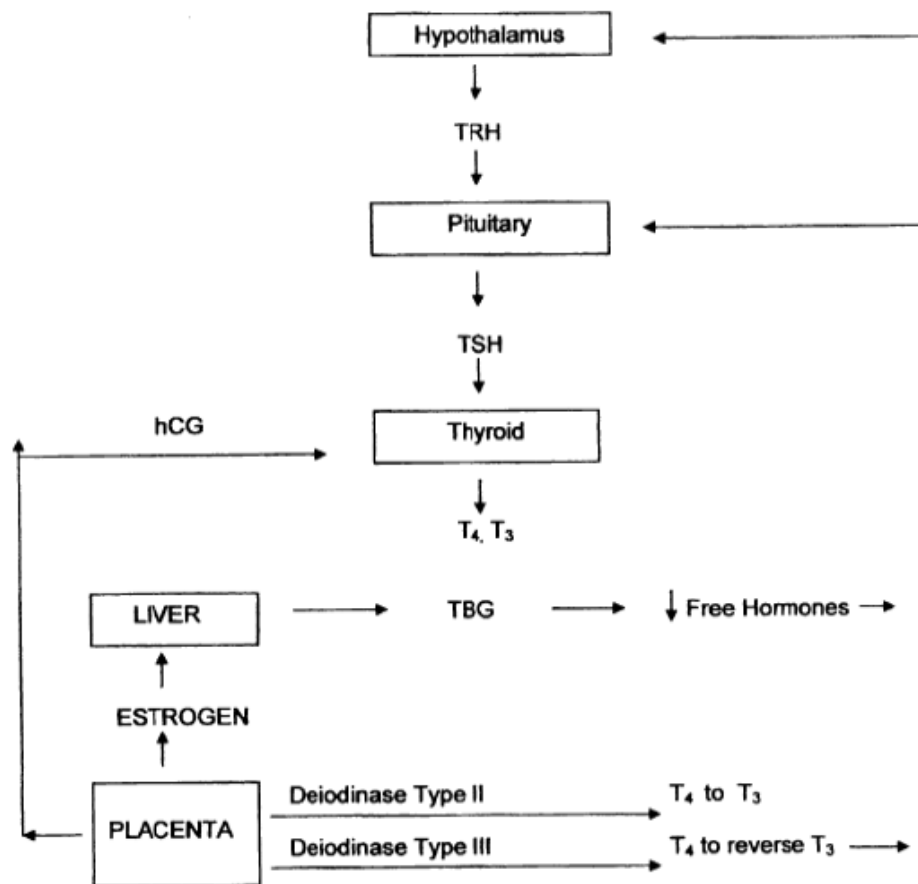 Hypothalamus
TRH
Pituitary
TSH
hCG
Thyroid
T₄, T₃
LIVER
TBG
↓ Free Hormones
ESTROGEN
PLACENTA
Deiodinase Type II
T₄ to T₃
Deiodinase Type III
T₄ to reverse T₃